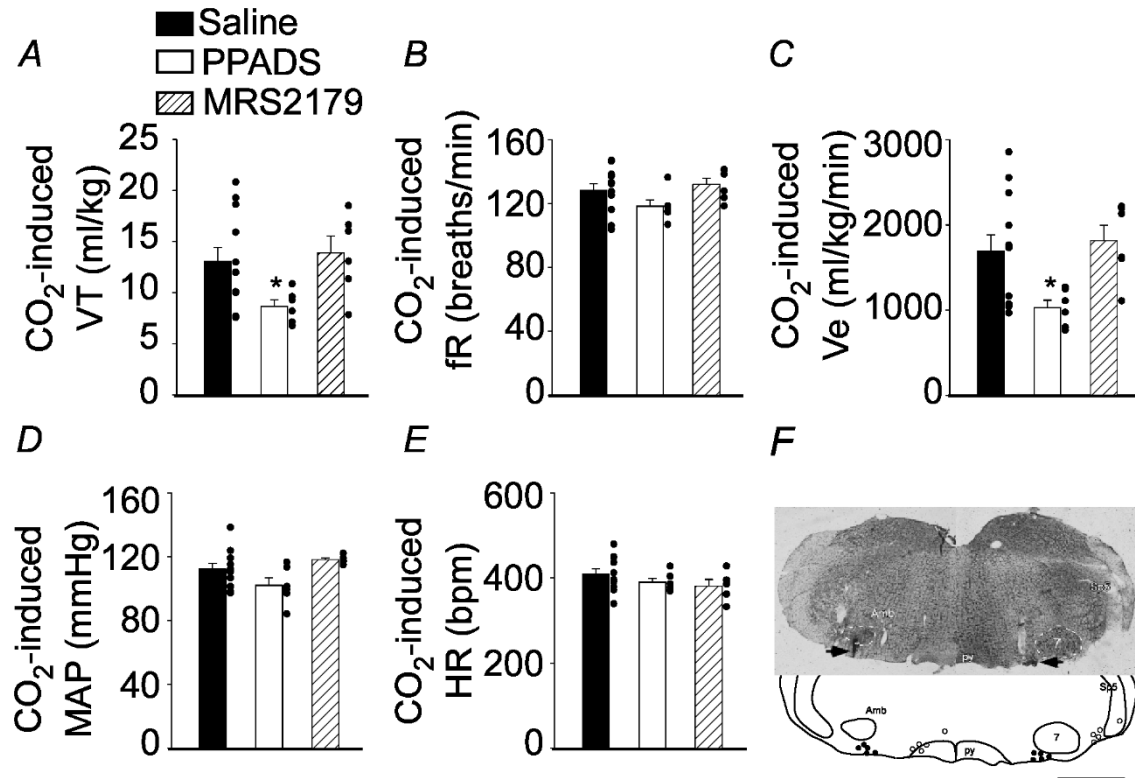 Saline
PPADS
MRS2179
A
CO2-induced
VT (ml/kg)
25
20
15
10
5
0
*
B
CO2-induced
fR (breaths/min)
160
120
80
40
0
C
CO2-induced
Ve (ml/kg/min)
3000
2000
1000
0
*
D
CO2-induced
MAP (mmHg)
160
120
80
40
0
E
CO2-induced
HR (bpm)
600
400
200
0
F
Sp5
Amb
7
py
Sp5
Amb
7
py